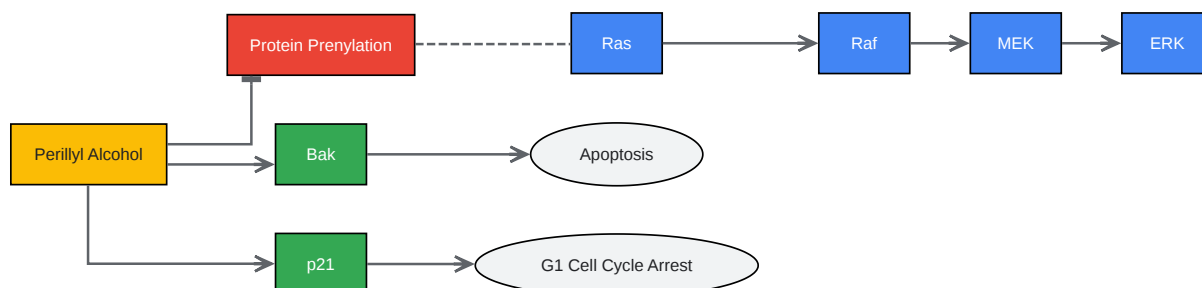 Protein Prenylation
Ras
Raf
MEK
ERK
Perillyl Alcohol
Bak
Apoptosis
p21
G1 Cell Cycle Arrest